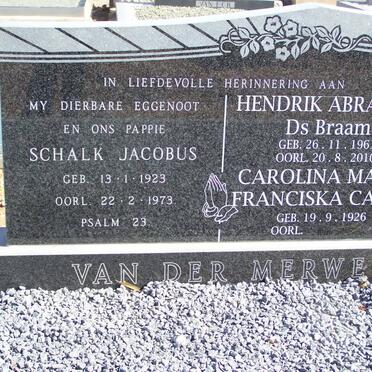 IN LIEFDEVOLLE HERINNERING AAN
MY DIERBARE EGGENOOT
EN ONS PAPPIE
SCHALK JACOBUS
GEB. 13-1-1923
OORL. 22-2-1973
PSALM 23
HENDRIK ABRA
Ds Braam
GEB. 26.11.196
OORL. 20.8.2010
CAROLINA MA
FRANCISKA CA
GEB. 19.9.1926
OORL.
VAN DER MERWE